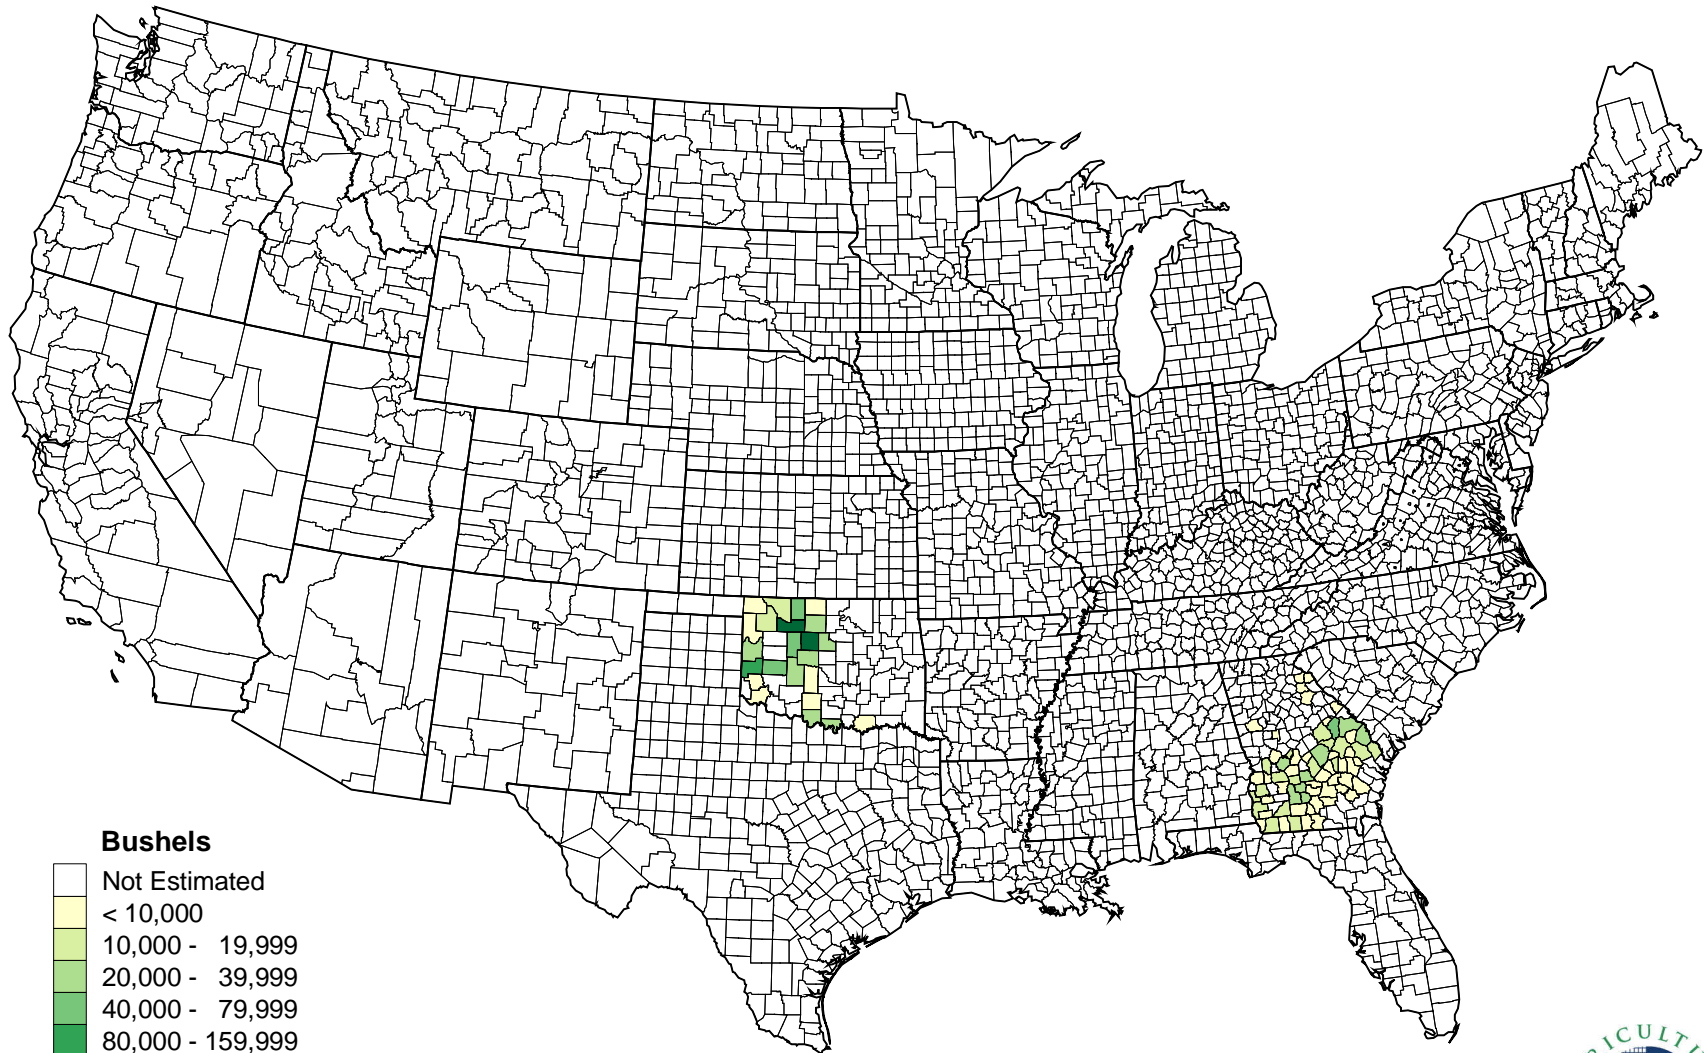 Bushels
Not Estimated
< 10,000
10,000 - 19,999
20,000 - 39,999
40,000 - 79,999
80,000 - 159,999
RICULT